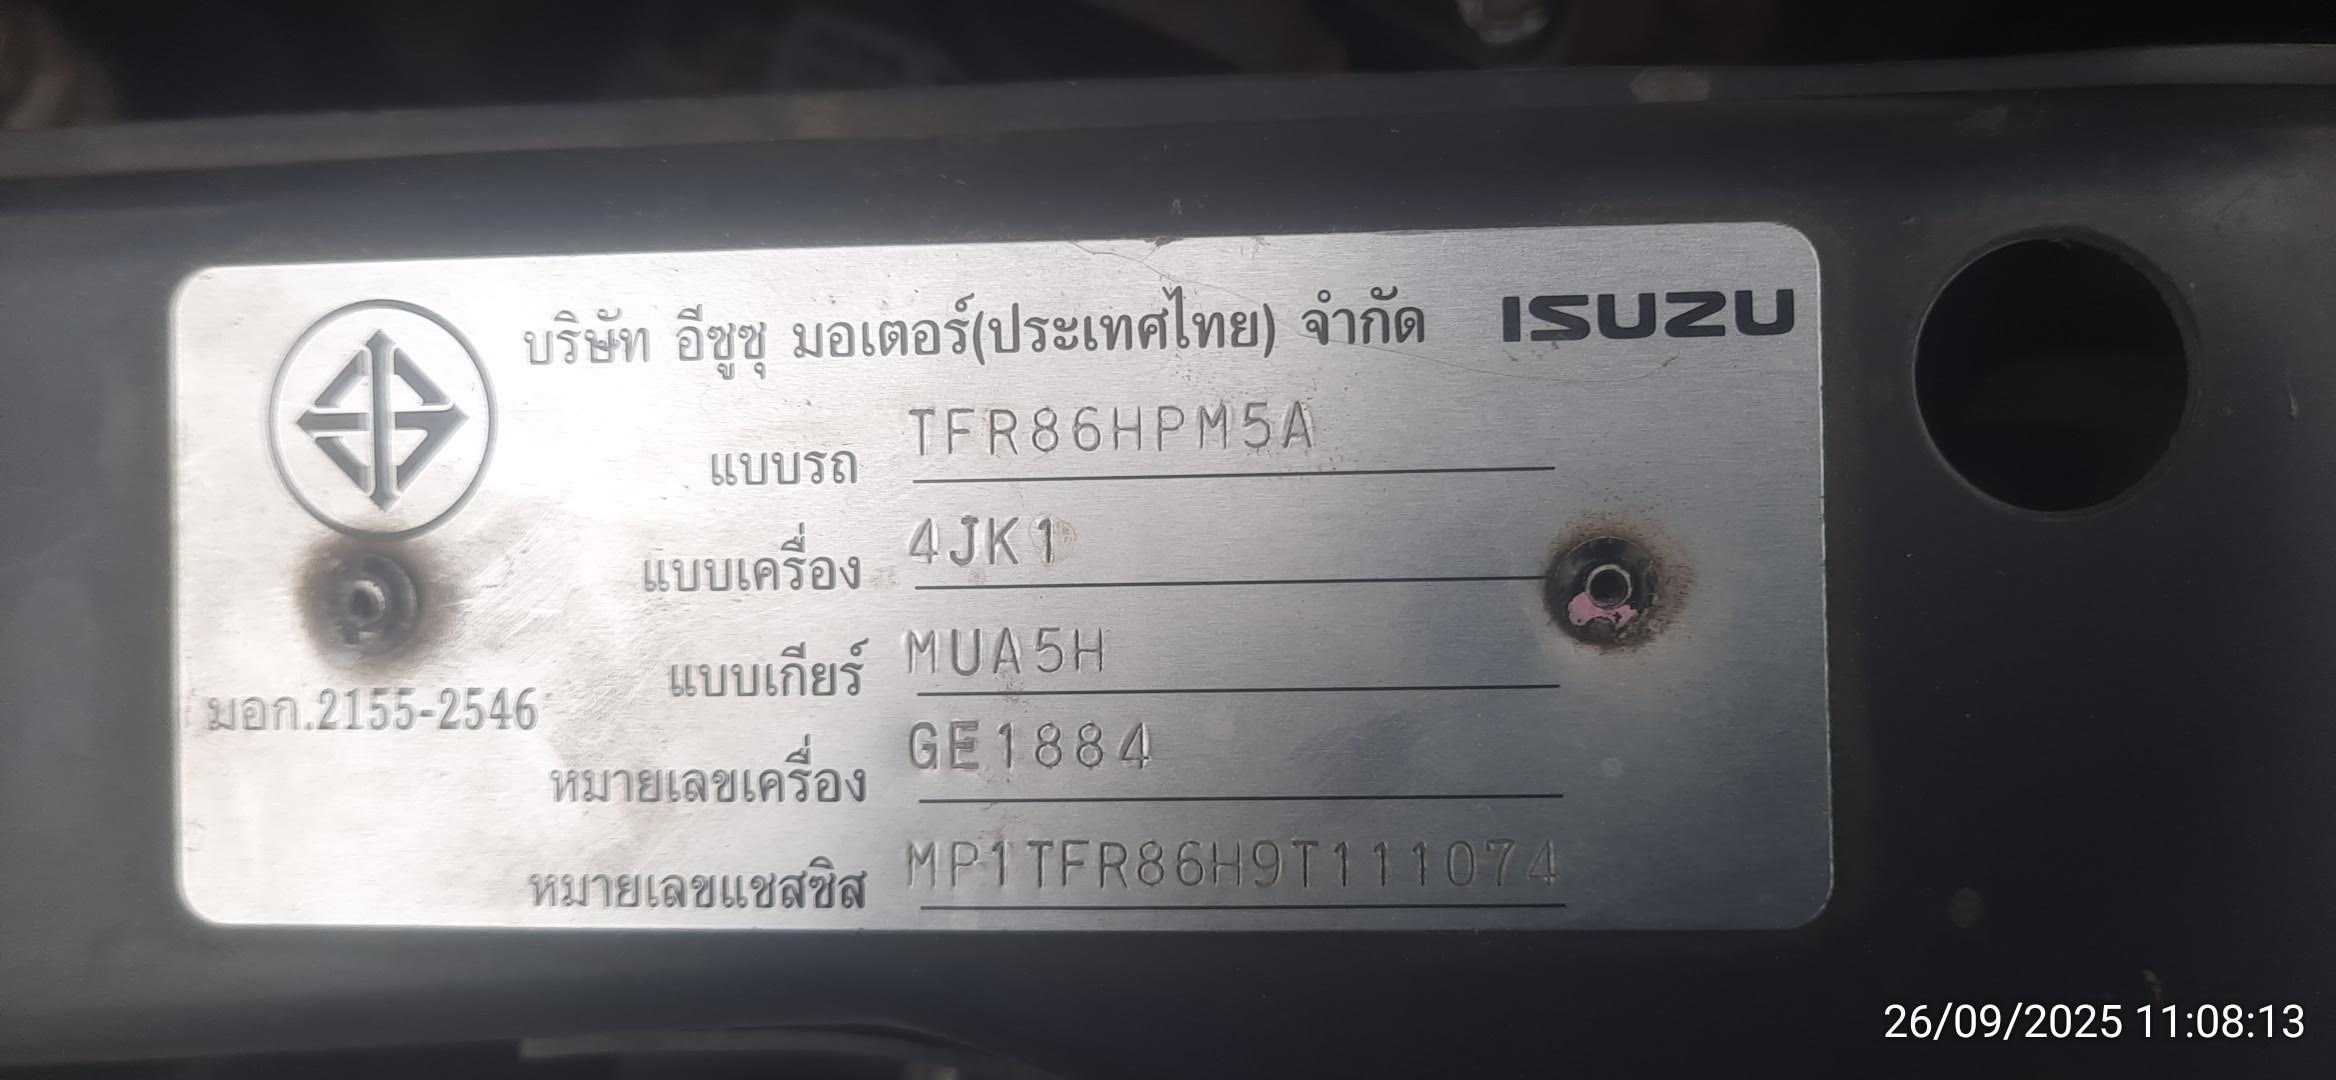 บริษัท อีซูซุ มอเตอร์(ประเทศไทย) จำกัด ISUZU
แบบรถ TFR86HPM5A
แบบเครื่อง 4JK1
แบบเกียร์ MUA5H
มอก.2155-2546
หมายเลขเครื่อง GE1884
หมายเลขแชสซิส MP1TFR86H9T111074
26/09/2025 11:08:13